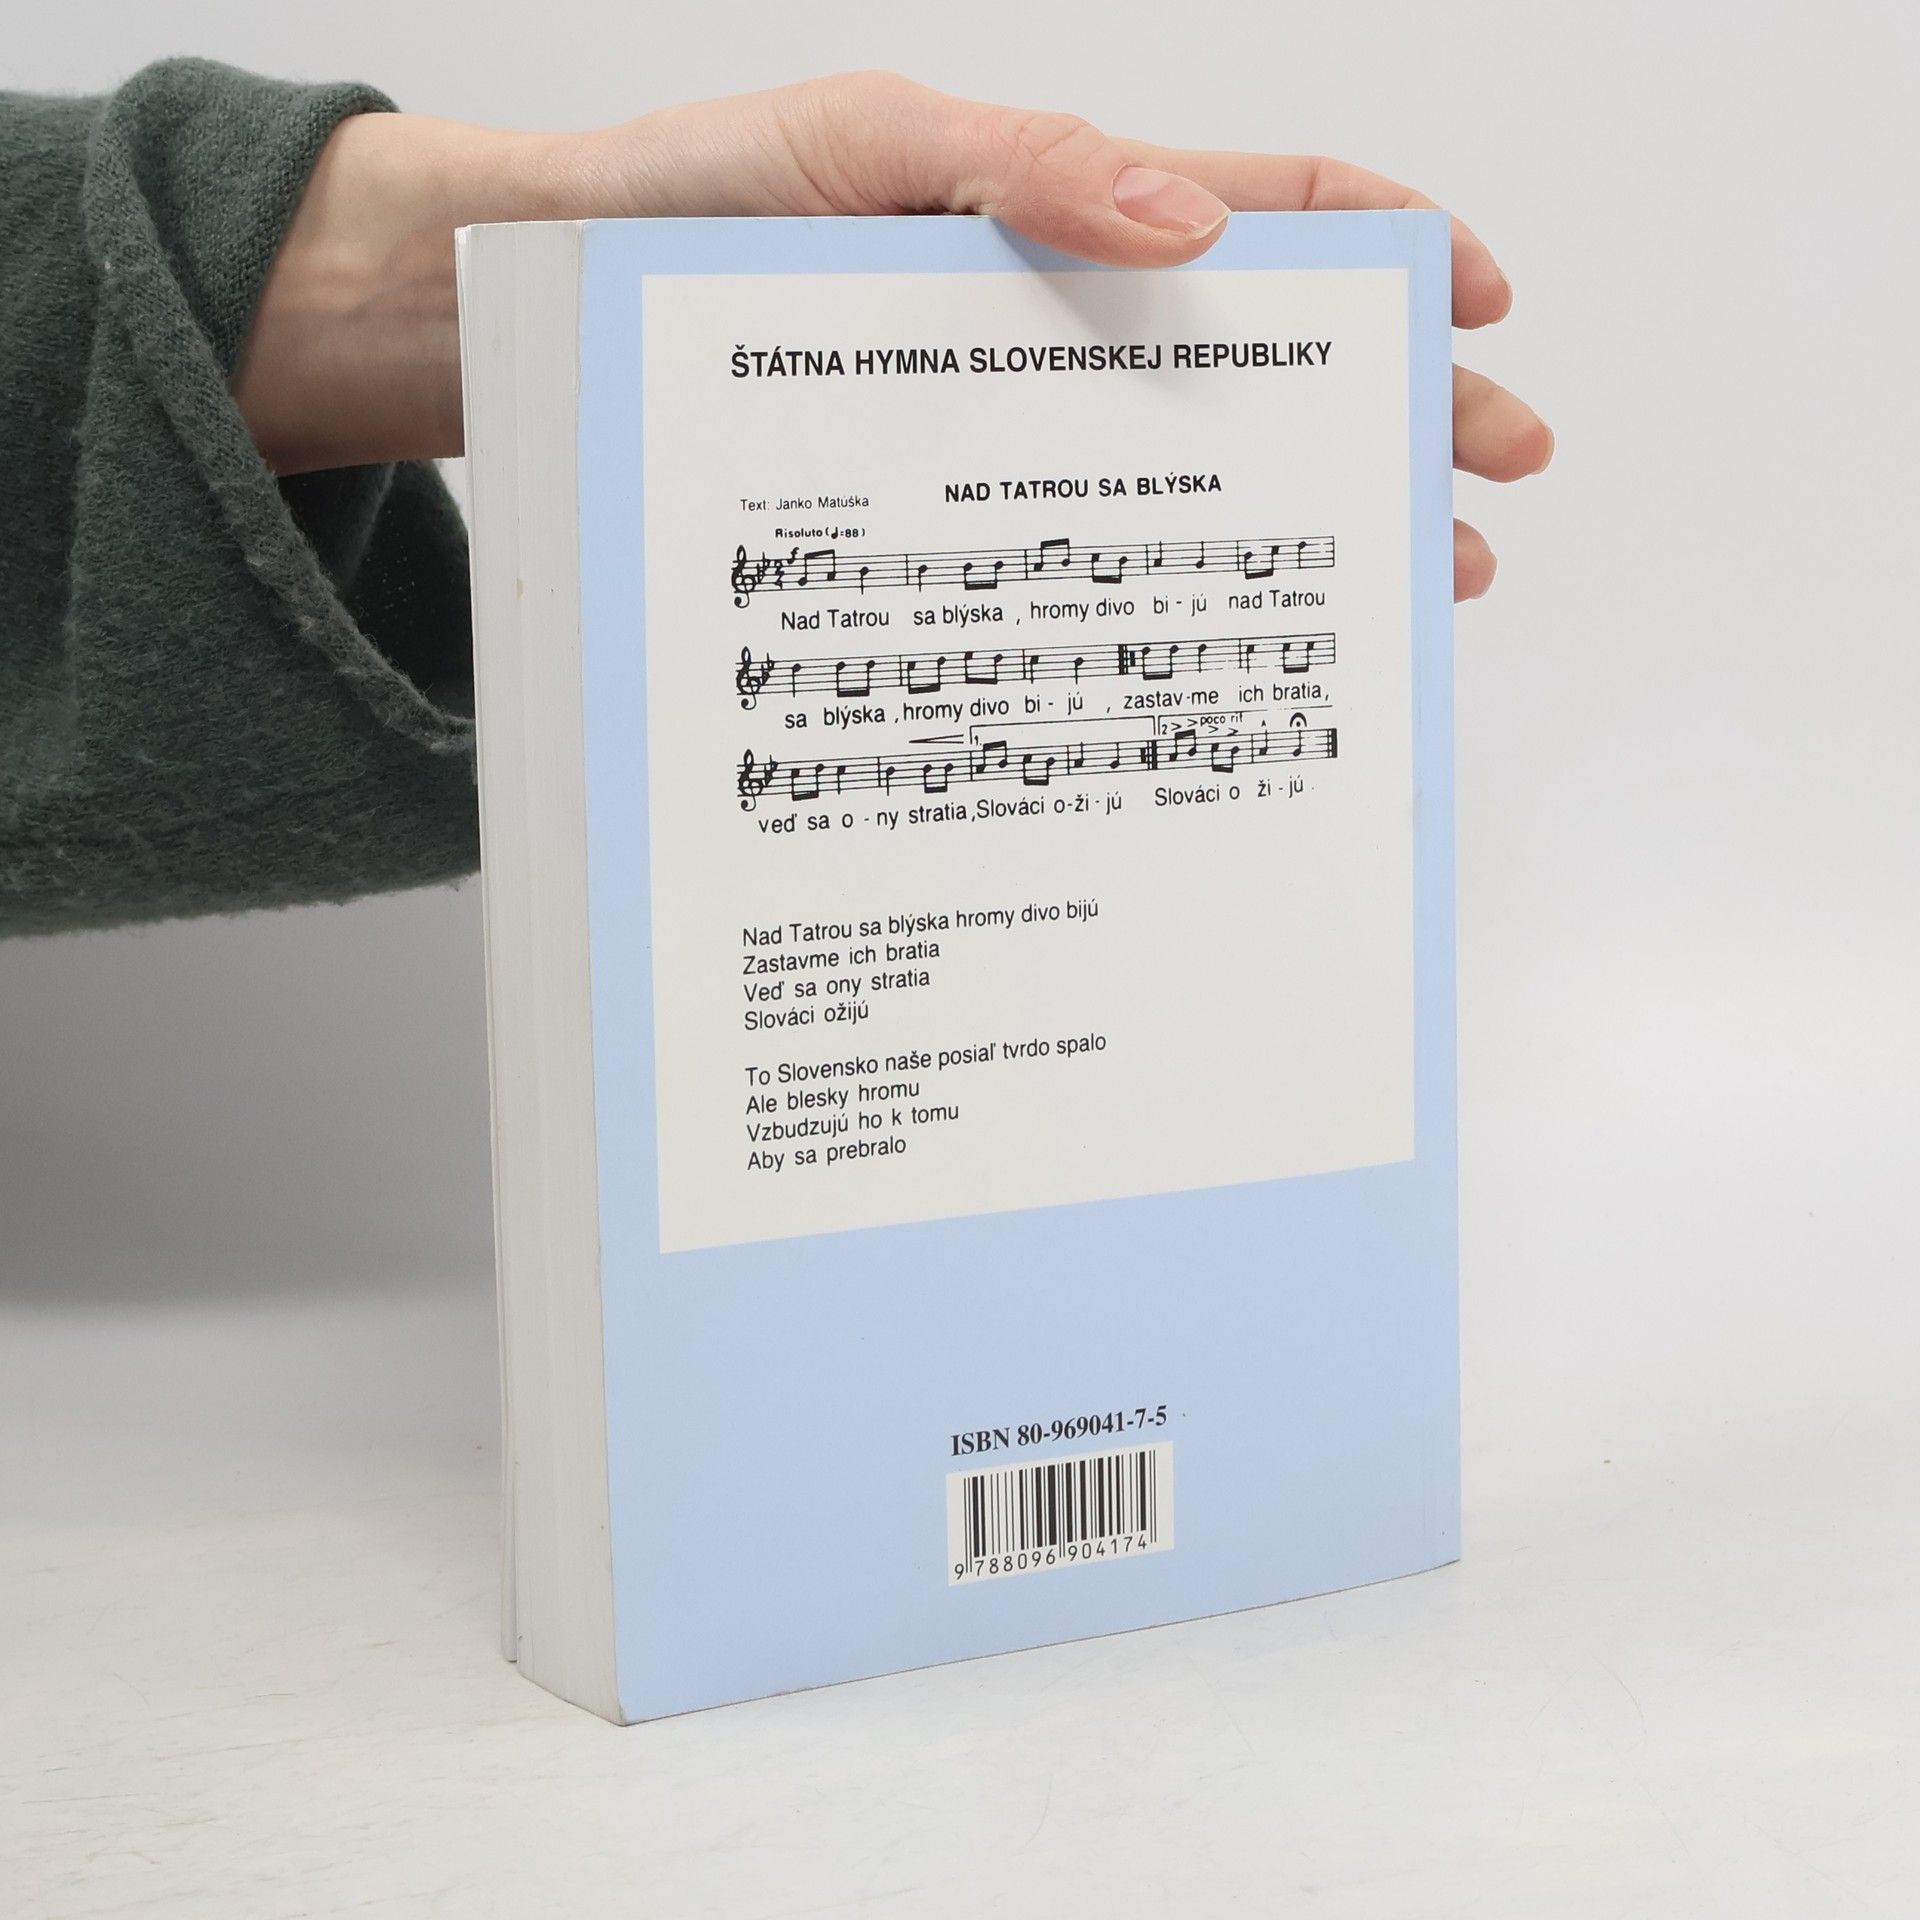 ŠTÁTNA HYMNA SLOVENSKEJ REPUBLIKY
NAD TATROU SA BLÝSKA
Text: Janko Matúška
Risoluto (♩=88)
Nad Tatrou sa blýska , hromy divo bi - jú nad Tatrou
sa blýska , hromy divo bi - jú , zastav-me ich bratia,
1. 2. poco rit
veď sa o - ny stratia ,Slováci o-ži - jú Slováci o ži - jú .
Nad Tatrou sa blýska hromy divo bijú
Zastavme ich bratia
Veď sa ony stratia
Slováci ožijú
To Slovensko naše posiaľ tvrdo spalo
Ale blesky hromu
Vzbudzujú ho k tomu
Aby sa prebralo
ISBN 80-969041-7-5
9 788096 904174